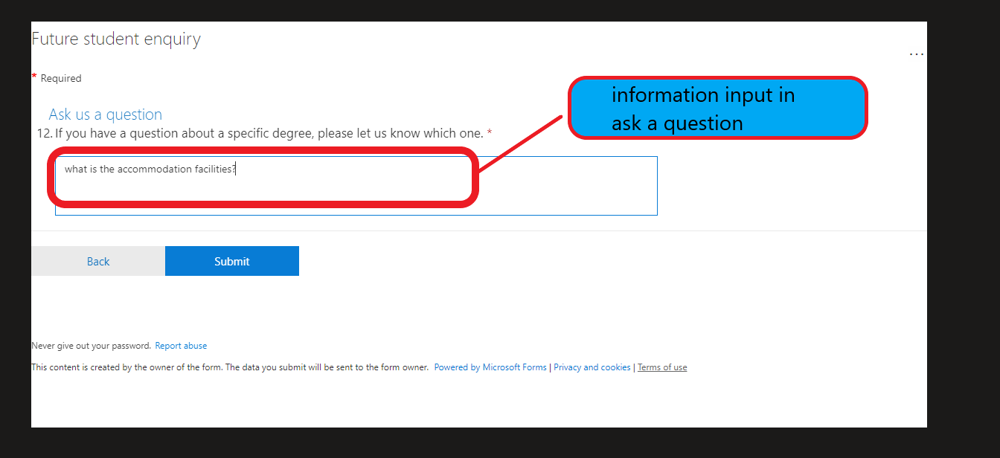 Future student enquiry
...
* Required
information input in
ask a question
Ask us a question
12. If you have a question about a specific degree, please let us know which one. *
what is the accommodation facilities?
Back
Submit
Never give out your password. Report abuse
This content is created by the owner of the form. The data you submit will be sent to the form owner. Powered by Microsoft Forms | Privacy and cookies | Terms of use